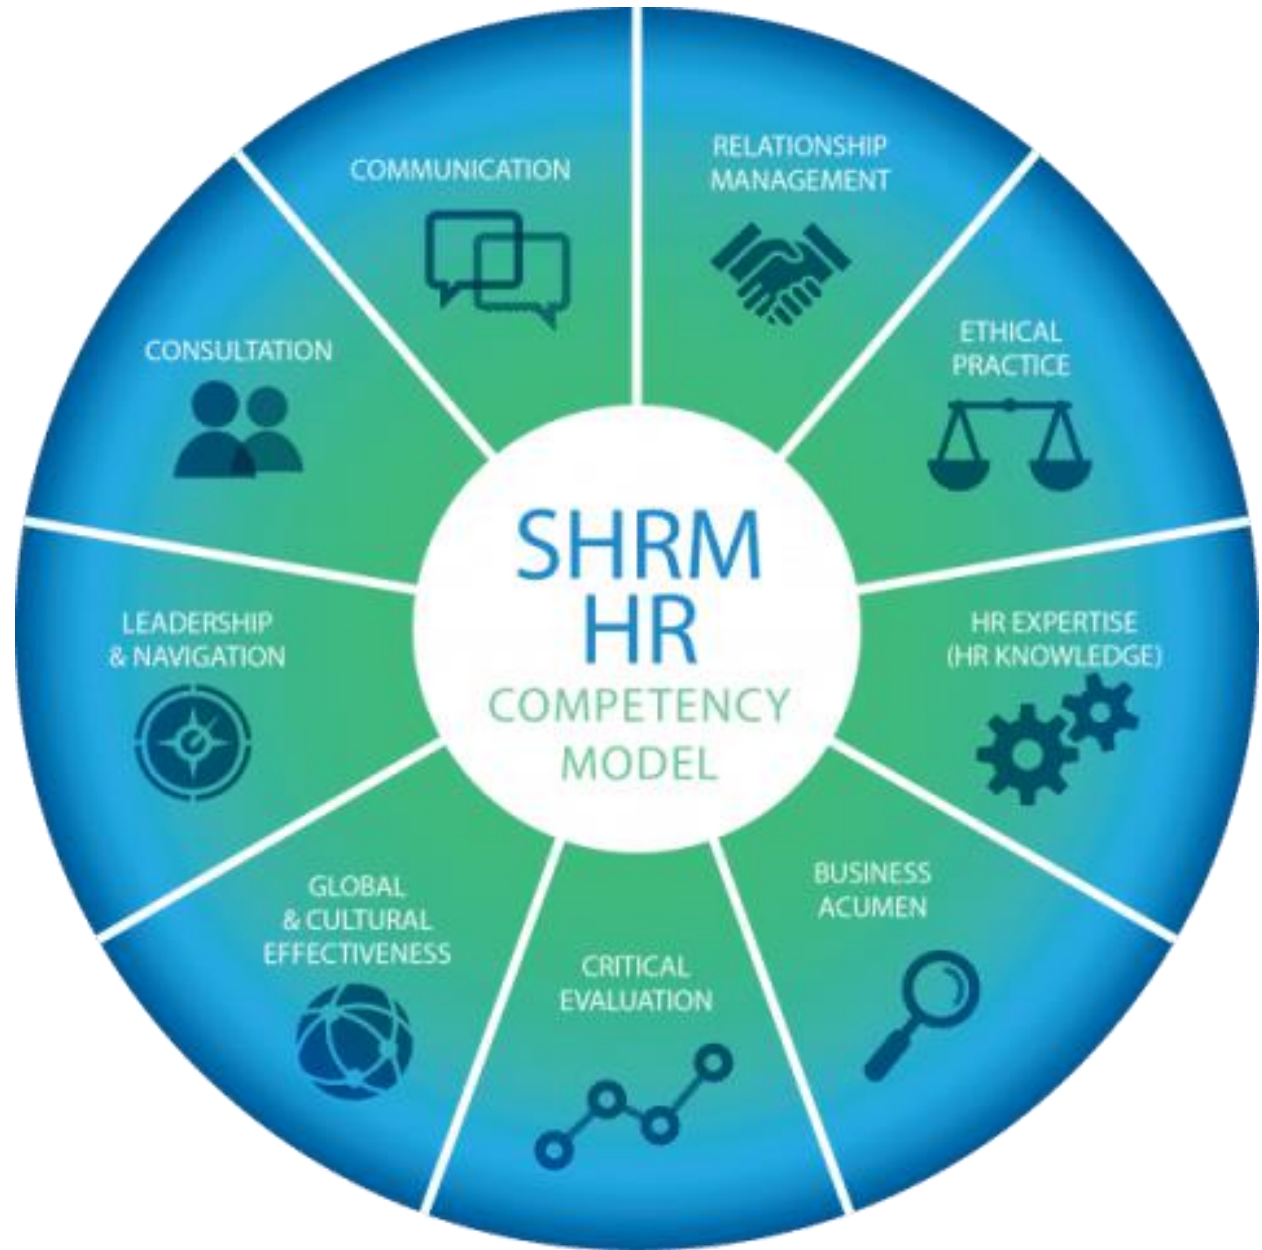 SHRM
HR
COMPETENCY
MODEL
COMMUNICATION
RELATIONSHIP
MANAGEMENT
ETHICAL
PRACTICE
HR EXPERTISE
(HR KNOWLEDGE)
BUSINESS
ACUMEN
CRITICAL
EVALUATION
GLOBAL
& CULTURAL
EFFECTIVENESS
LEADERSHIP
& NAVIGATION
CONSULTATION